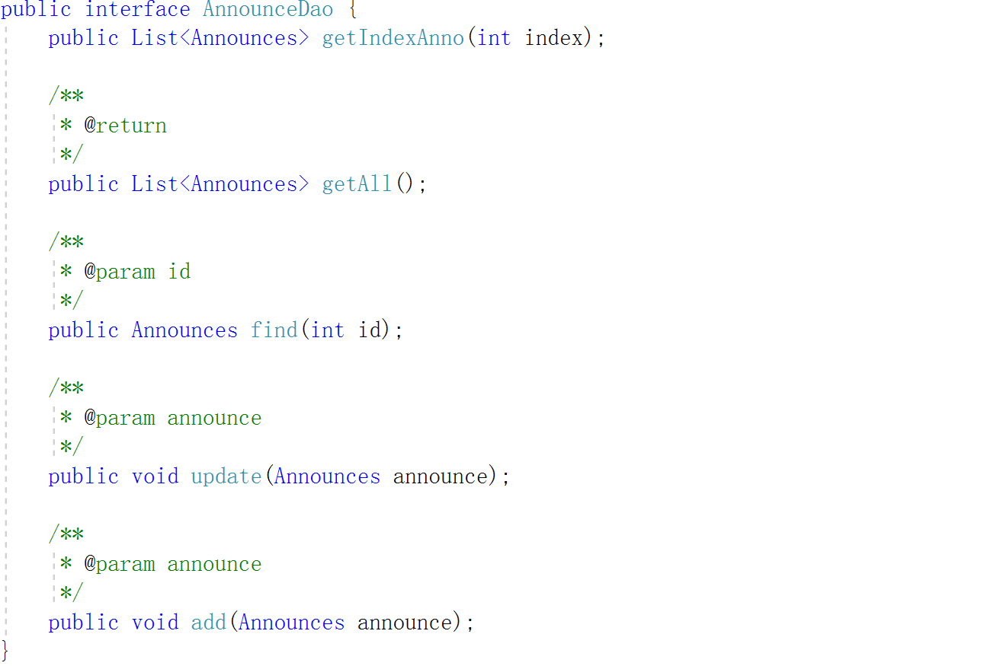 public interface AnnounceDao {
    public List<Announces> getIndexAnno(int index);

    /**
     * @return
     */
    public List<Announces> getAll();

    /**
     * @param id
     */
    public Announces find(int id);

    /**
     * @param announce
     */
    public void update(Announces announce);

    /**
     * @param announce
     */
    public void add(Announces announce);
}